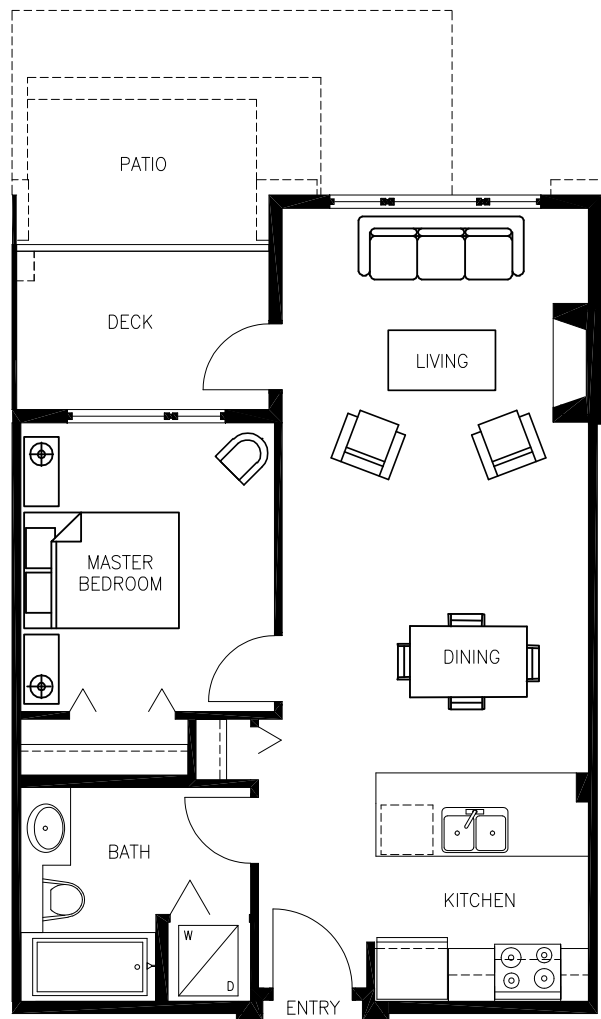 PATIO
DECK
LIVING
MASTER
BEDROOM
DINING
BATH
KITCHEN
W
D
ENTRY